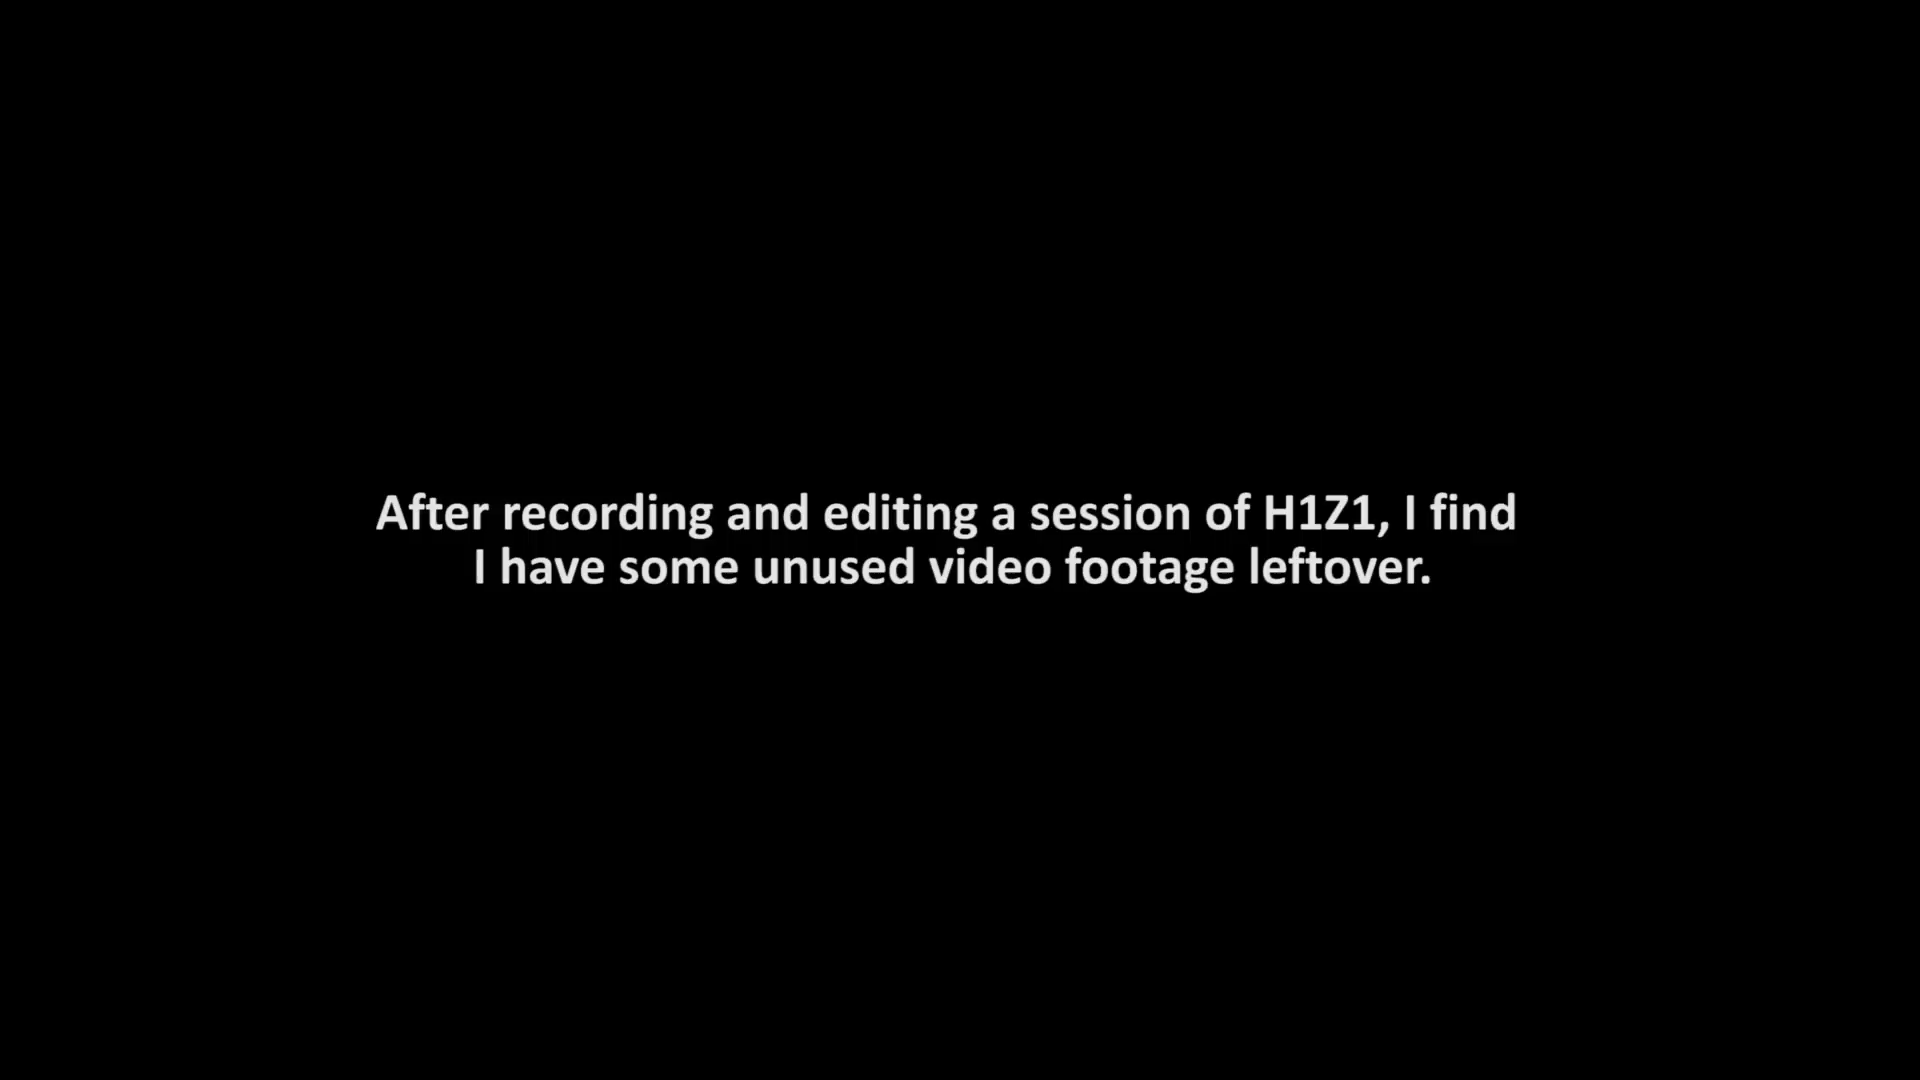 After recording and editing a session of H1Z1, I find
I have some unused video footage leftover.